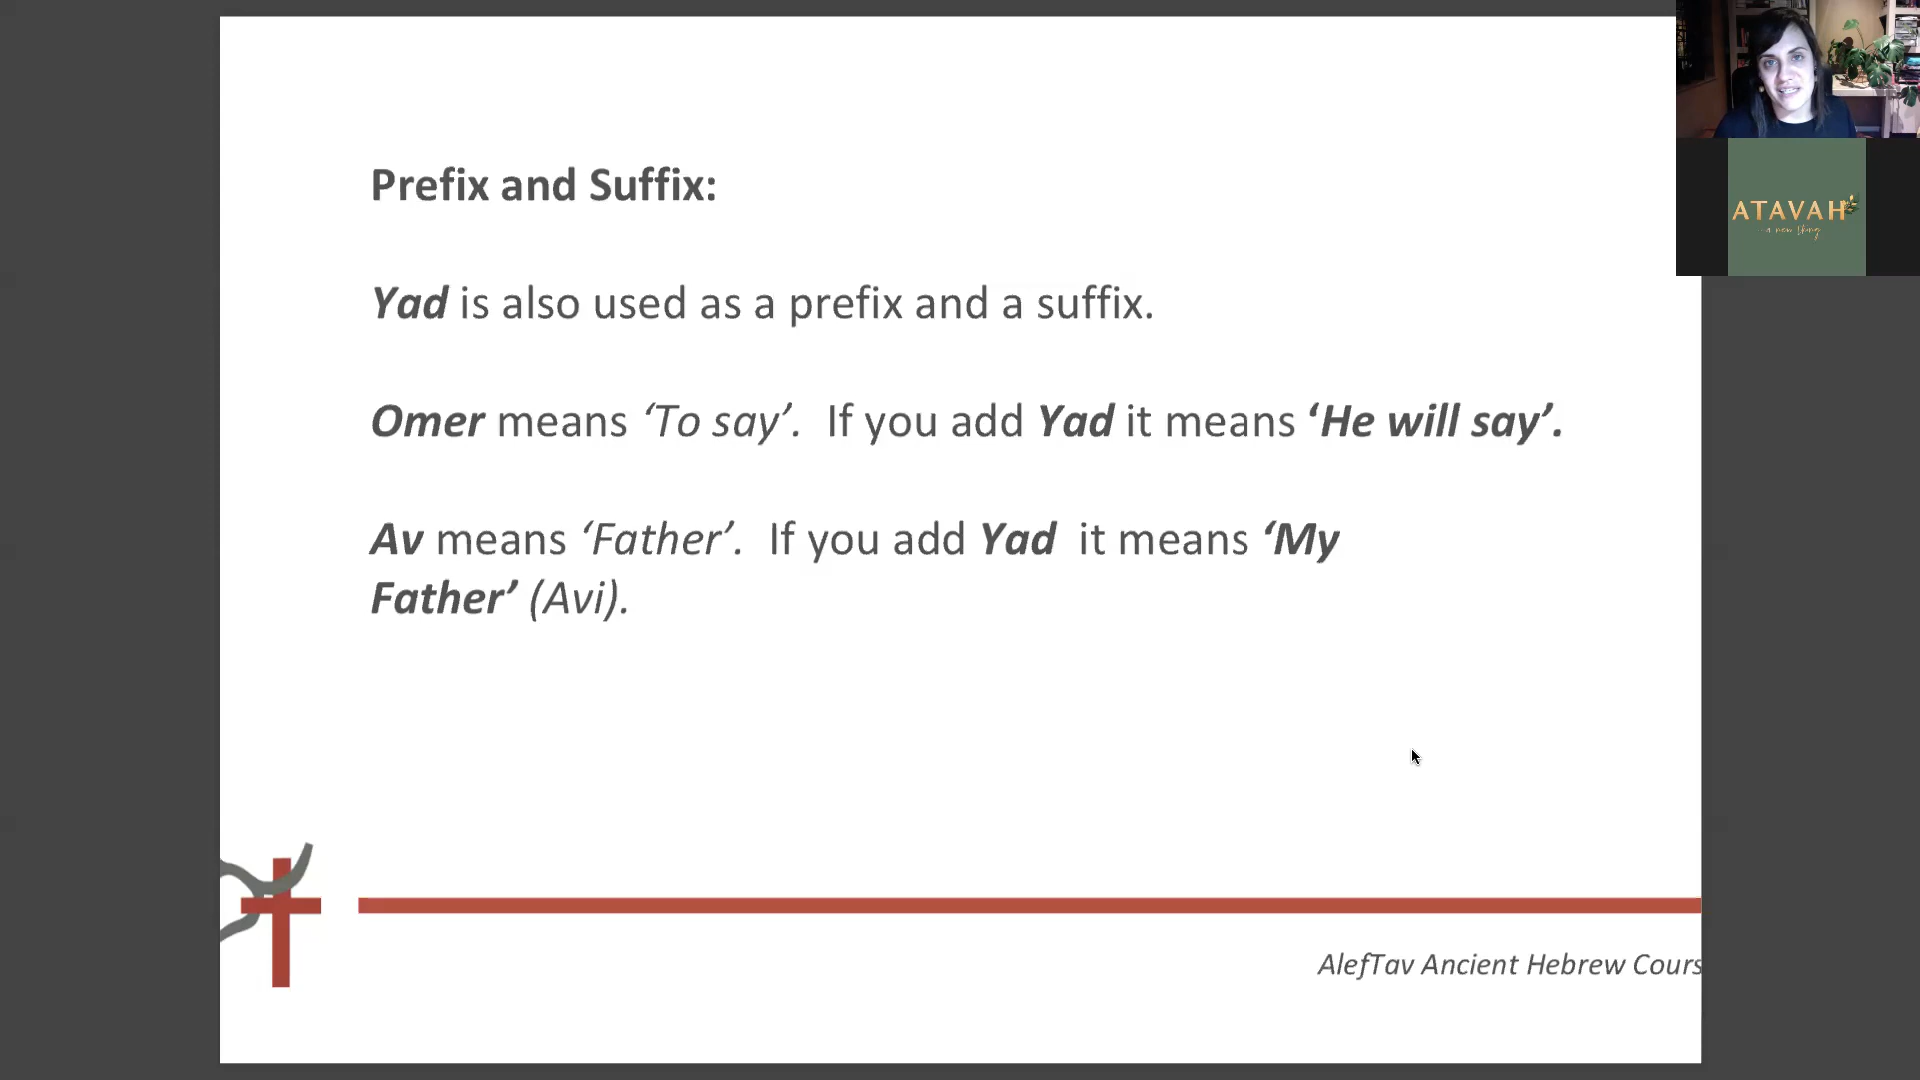 Prefix and Suffix:
Yad is also used as a prefix and a suffix.
Omer means ‘To say’. If you add Yad it means ‘He will say’.
Av means ‘Father’. If you add Yad it means ‘My
Father’ (Avi).
AlefTav Ancient Hebrew Cours
ATAVAH
a new thing